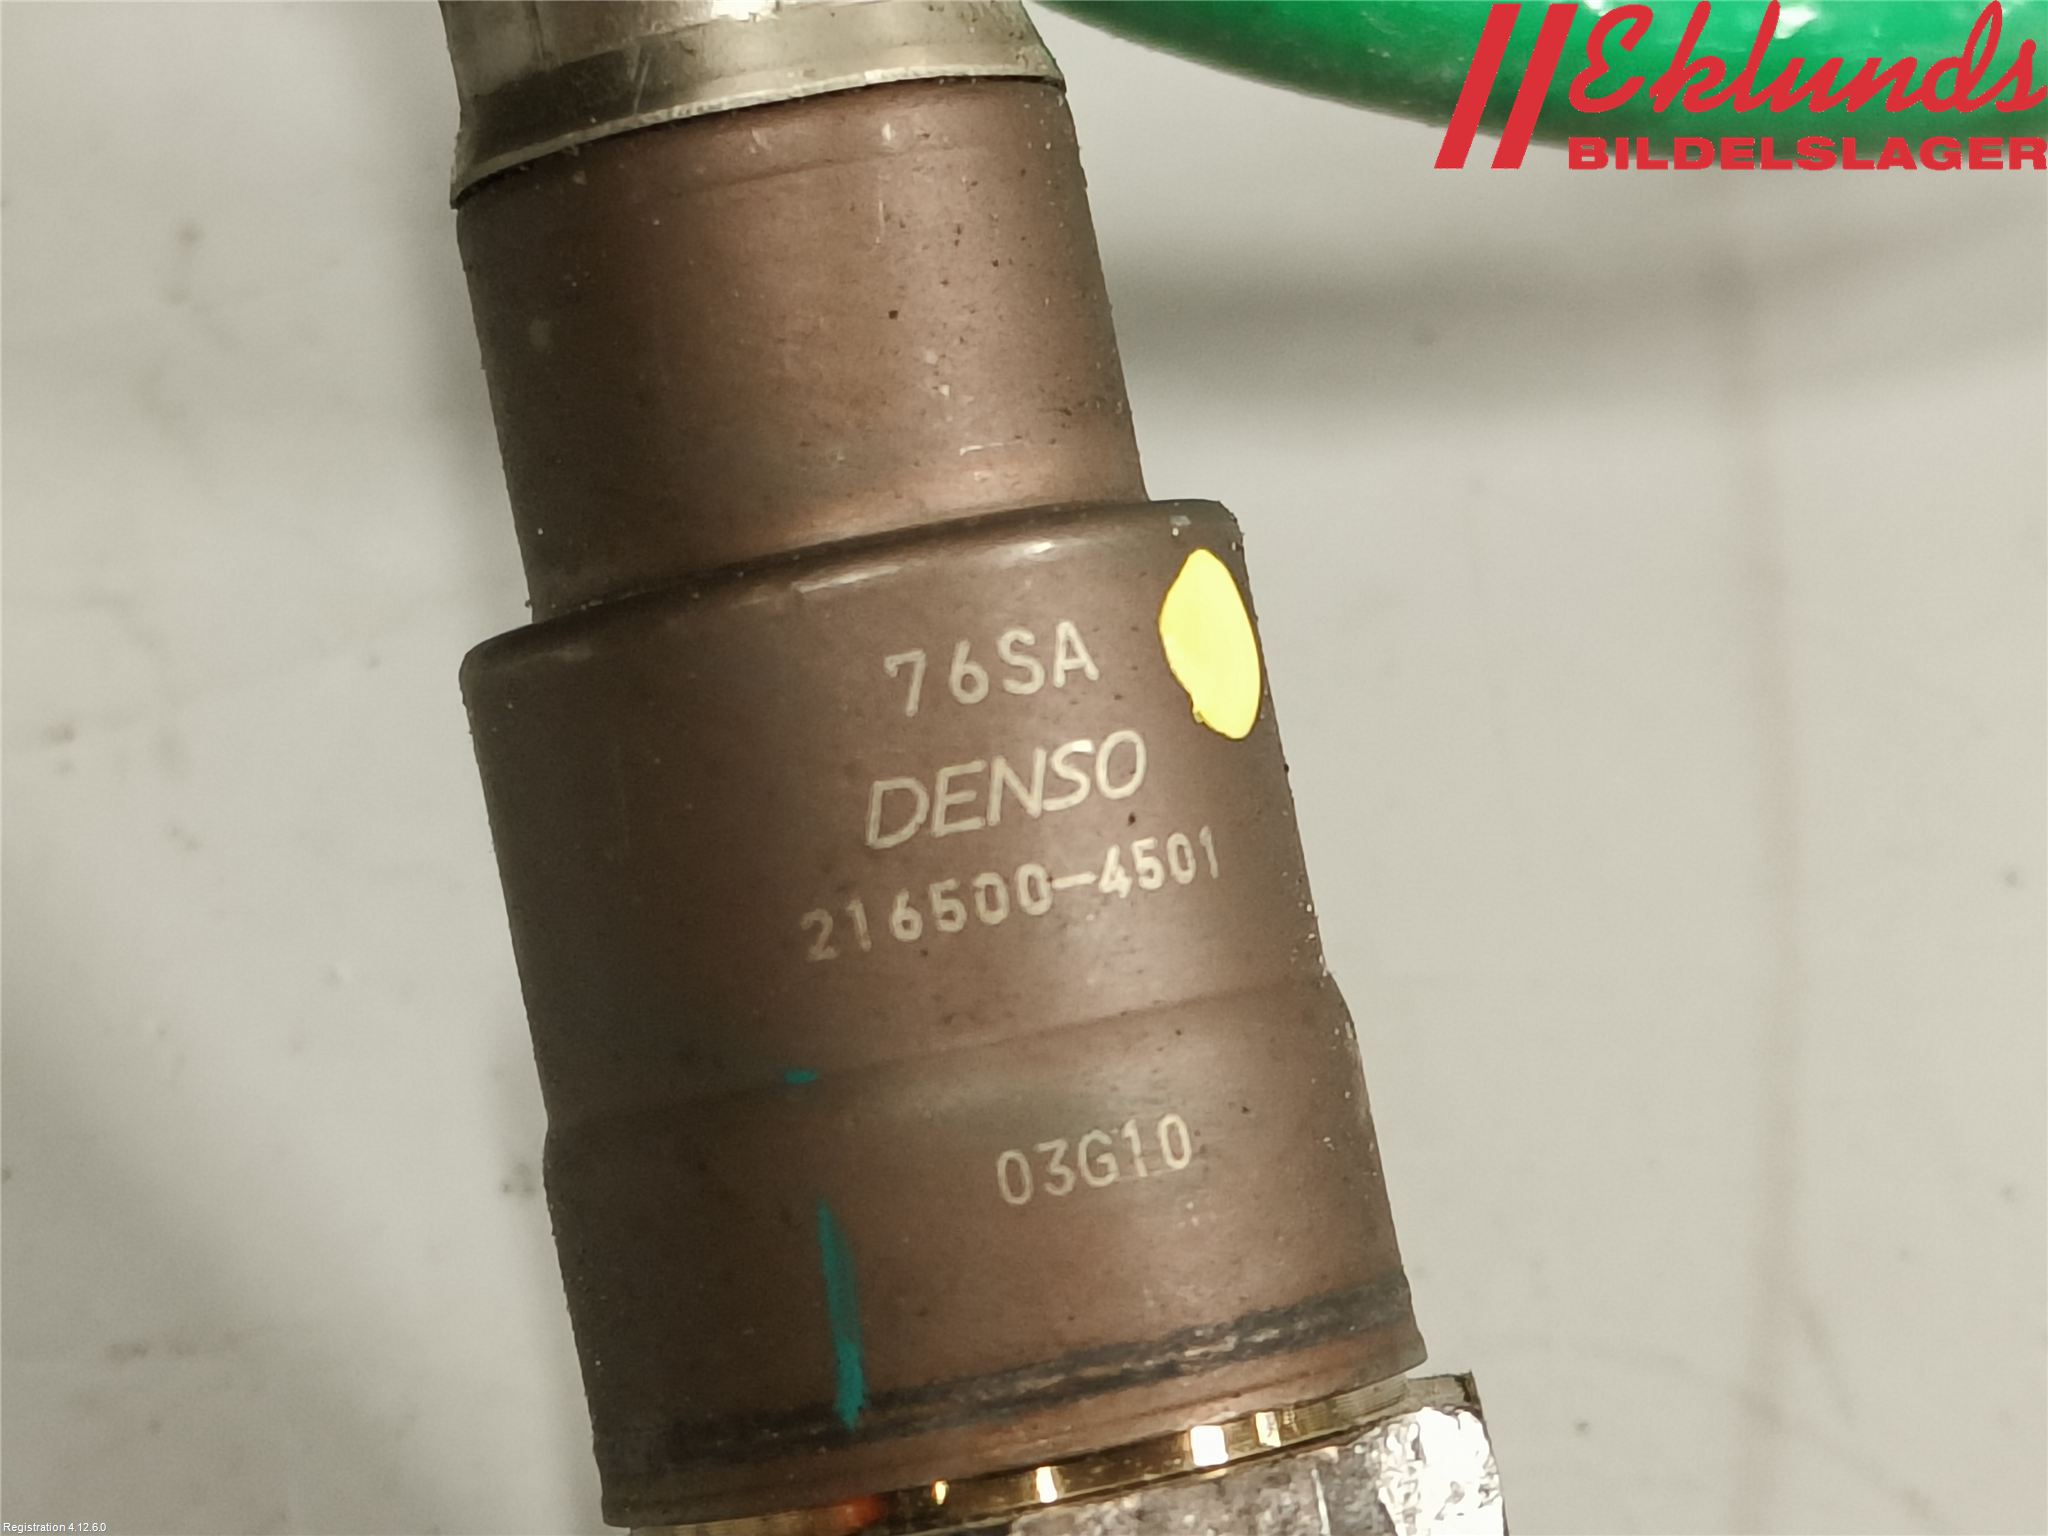 Eklunds
BILDELSLAGER
76SA
DENSO
216500-4501
03G10
Registration 4.12.6.0